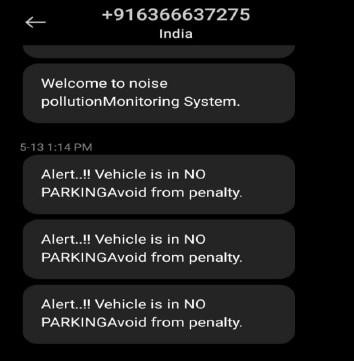 +916366637275
India
Welcome to noise
pollutionMonitoring System.
5-13 1:14 PM
Alert..!! Vehicle is in NO
PARKINGAvoid from penalty.
Alert..!! Vehicle is in NO
PARKINGAvoid from penalty.
Alert..!! Vehicle is in NO
PARKINGAvoid from penalty.